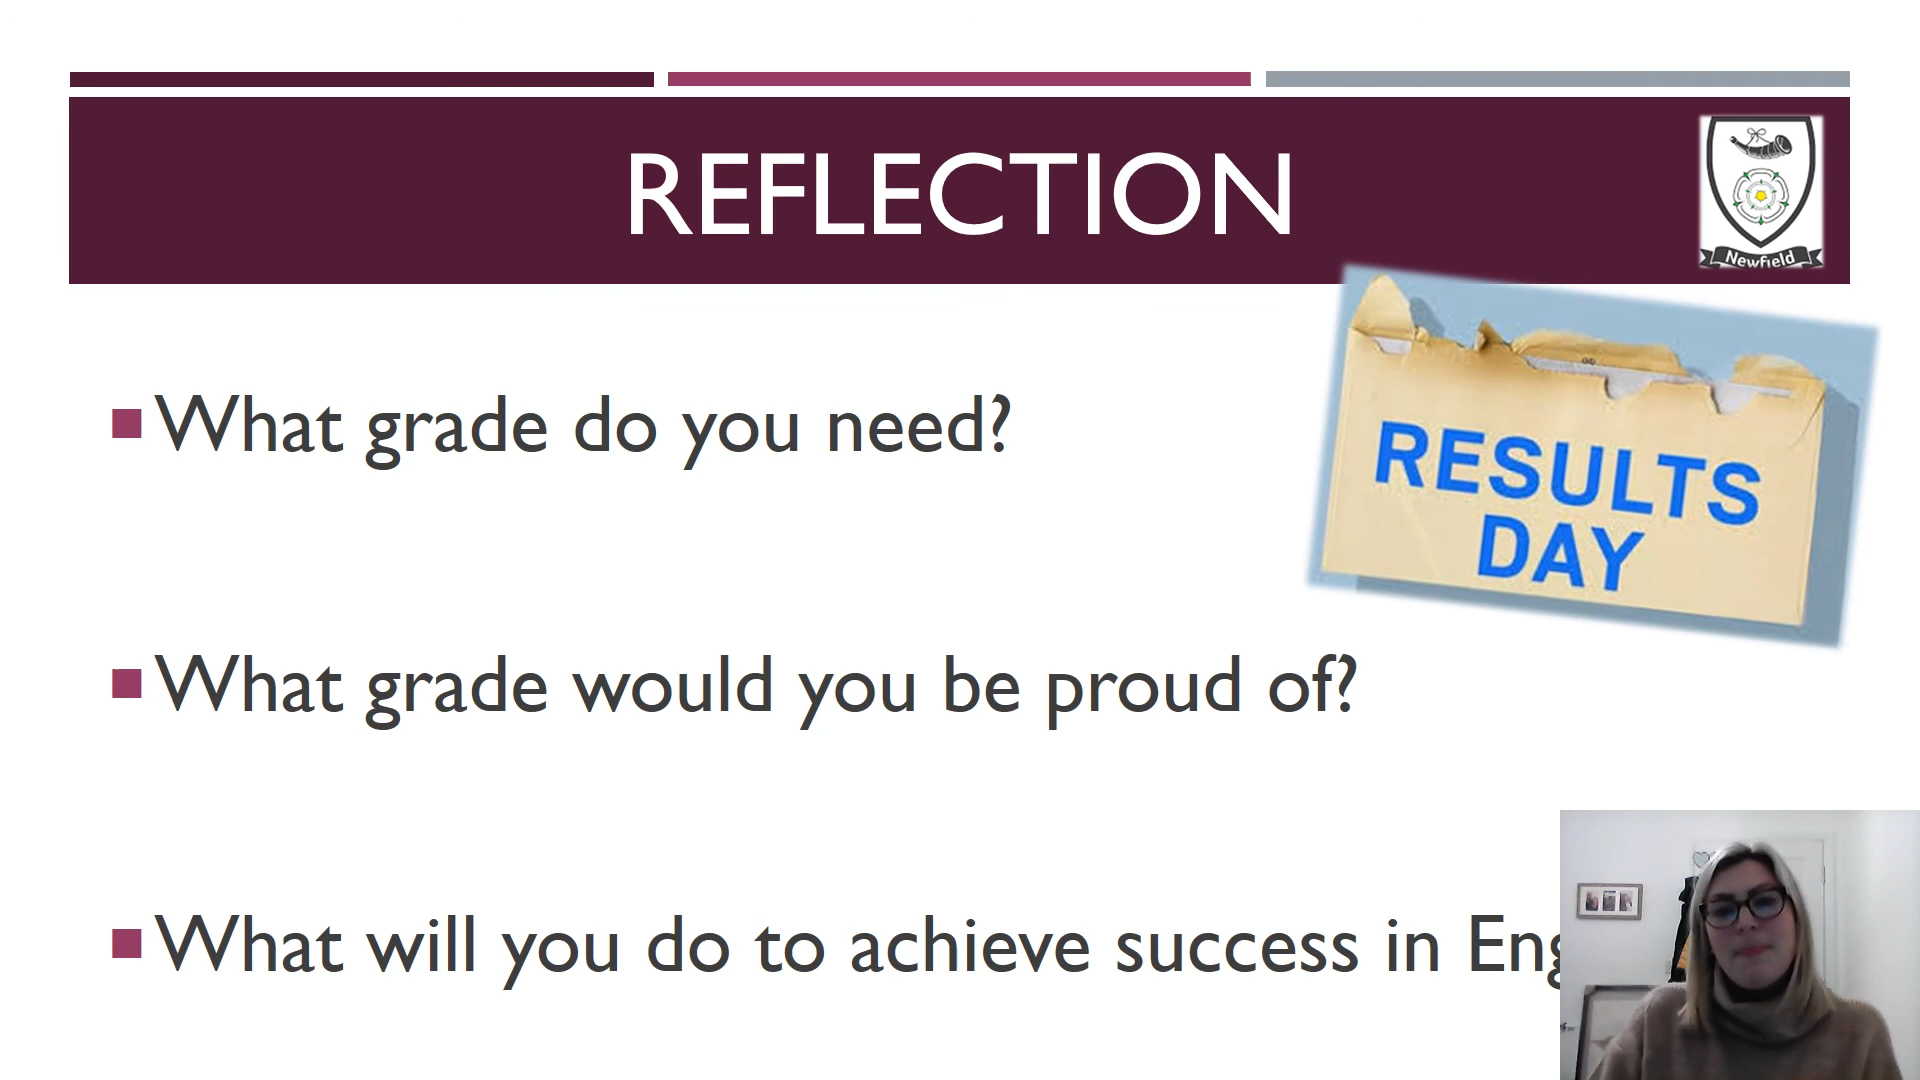 REFLECTION
Newfield
What grade do you need?
RESULTS
DAY
What grade would you be proud of?
What will you do to achieve success in Eng